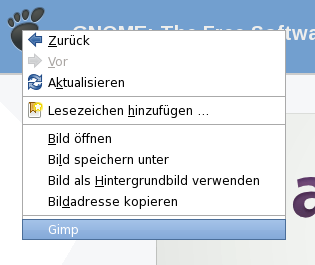 GNOME: The Free Softwa
Zurück
Vor
Aktualisieren
Lesezeichen hinzufügen ...
Bild öffnen
Bild speichern unter
Bild als Hintergrundbild verwenden
Bildadresse kopieren
Gimp
a